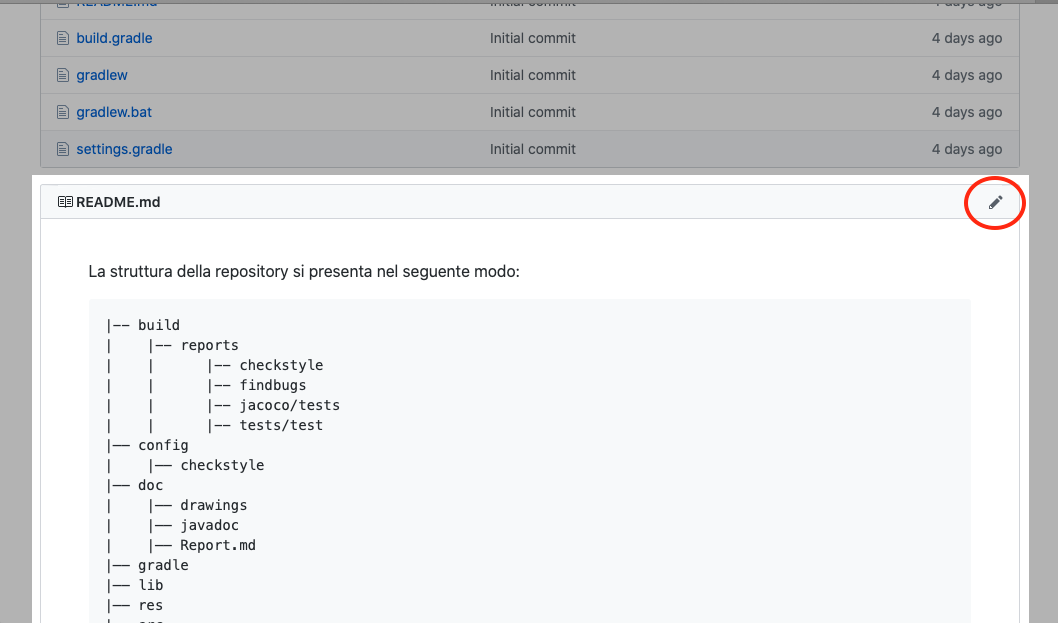 README.md Initial commit 4 days ago
build.gradle Initial commit 4 days ago
gradlew Initial commit 4 days ago
gradlew.bat Initial commit 4 days ago
settings.gradle Initial commit 4 days ago
README.md
La struttura della repository si presenta nel seguente modo:
|-- build
|    |-- reports
|    |      |-- checkstyle
|    |      |-- findbugs
|    |      |-- jacoco/tests
|    |      |-- tests/test
|–– config
|    |–– checkstyle
|–– doc
|    |–– drawings
|    |–– javadoc
|    |–– Report.md
|–– gradle
|–– lib
|–– res